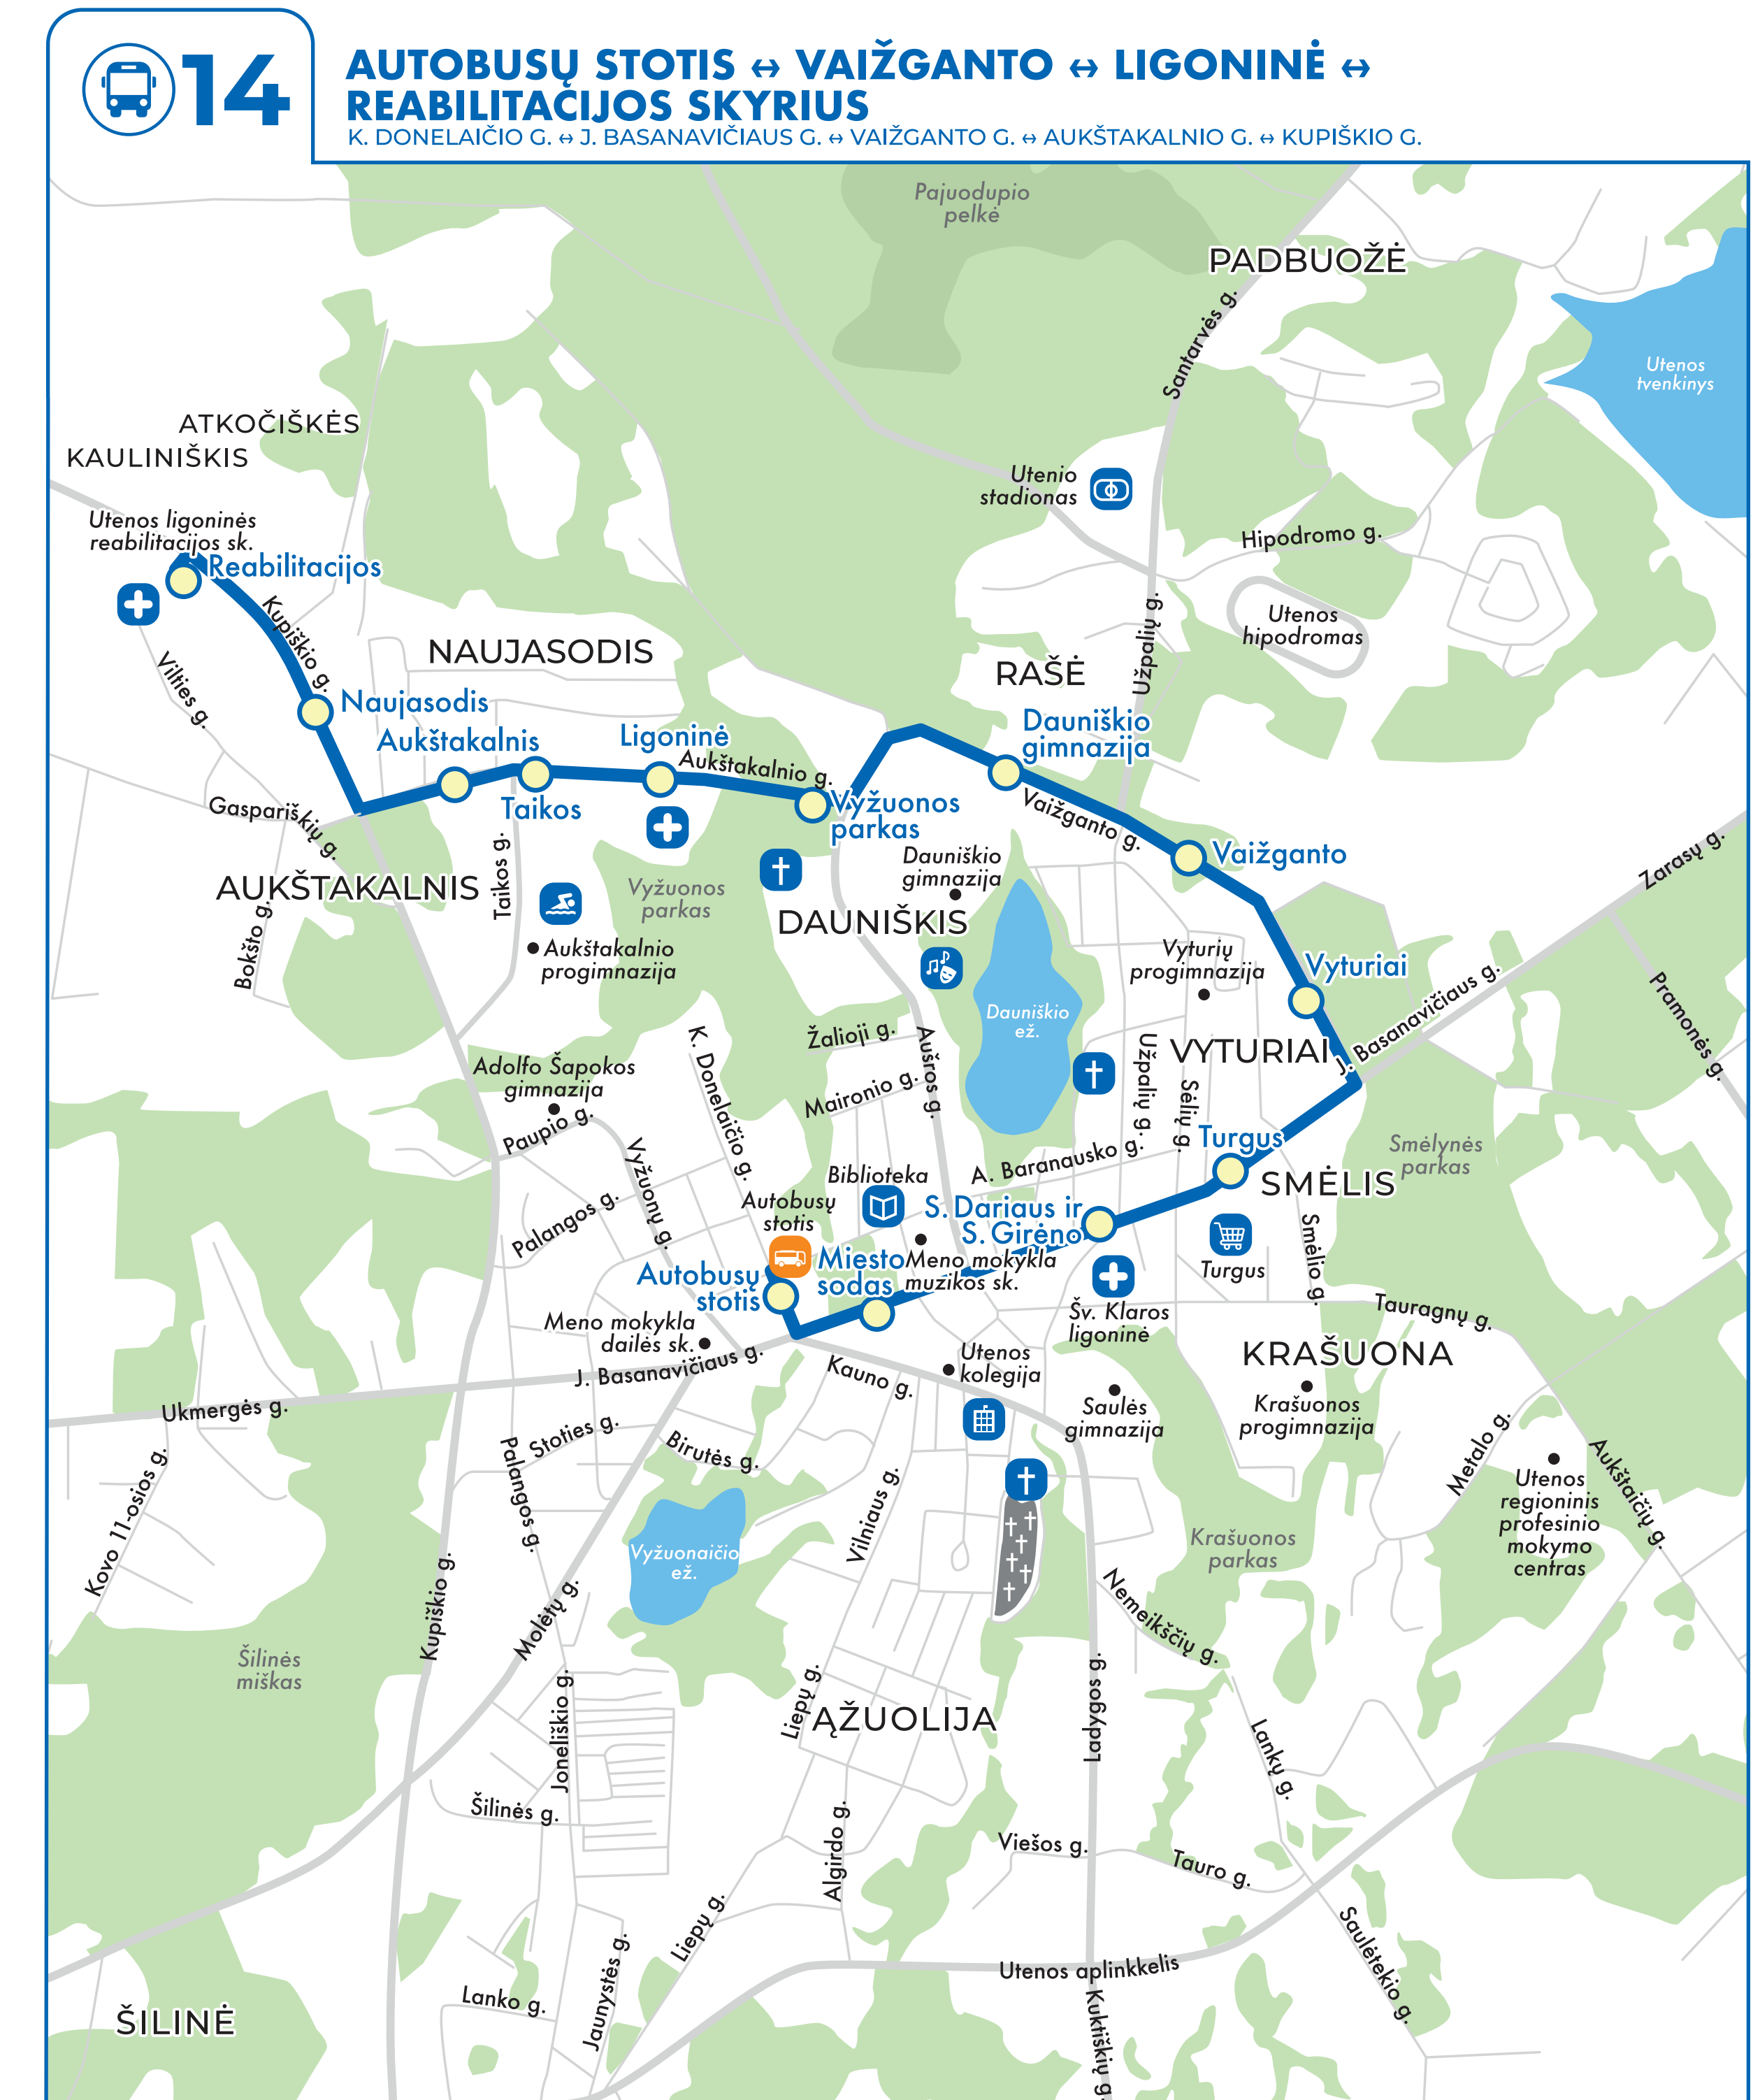 14
AUTOBUSŲ STOTIS ↔ VAIŽGANTO ↔ LIGONINĖ ↔
REABILITACIJOS SKYRIUS
K. DONELAIČIO G. ↔ J. BASANAVIČIAUS G. ↔ VAIŽGANTO G. ↔ AUKŠTAKALNIO G. ↔ KUPIŠKIO G.
Pajuodupio
pelkė
PADBUOŽĖ
Santarvės g.
Utenos
tvenkinys
ATKOČIŠKĖS
KAULINIŠKIS
Utenio
stadionas
Utenos ligoninės
reabilitacijos sk.
Reabilitacijos
Hipodromo g.
Kupiškio g.
Utenos
hipodromas
Užpalių g.
Vilties g.
NAUJASODIS
RAŠĖ
Naujasodis
Aukštakalnis
Ligoninė
Dauniškio
gimnazija
Aukštakalnio g.
Taikos
Vyžuonos
parkas
Vaižganto g.
Vaižganto
Gaspariškių g.
Zarasų g.
Taikos g.
AUKŠTAKALNIS
Vyžuonos
parkas
Dauniškio
gimnazija
DAUNIŠKIS
Bokšto g.
Aukštakalnio
progimnazija
Vyturių
progimnazija
Vyturiai
J. Basanavičiaus g.
Pramonės g.
Dauniškio
ež.
Žalioji g.
Aušros g.
K. Donelaičio g.
Maironio g.
Užpalių g.
Sėlių g.
VYTURIAI
Adolfo Šapokos
gimnazija
Paupio g.
Vyžuonų g.
Palangos g.
A. Baranausko g.
Turgus
Smėlynės
parkas
SMĖLIS
Biblioteka
Autobusų
stotis
S. Dariaus ir
S. Girėno
Miesto
sodas
Meno mokykla
muzikos sk.
Autobusų
stotis
Turgus
Smėlio g.
Šv. Klaros
ligoninė
Tauragnų g.
Meno mokykla
dailės sk.
J. Basanavičiaus g.
Kauno g.
Utenos
kolegija
KRAŠUONA
Ukmergės g.
Saulės
gimnazija
Krašuonos
progimnazija
Stoties g.
Birutės g.
Palangos g.
Kovo 11-osios g.
Vilniaus g.
Metalo g.
Aukštaičių g.
Utenos
regioninis
profesinio
mokymo
centras
Vyžuonaičio
ež.
Krašuonos
parkas
Kupiškio g.
Molėtų g.
Nemeikščių g.
Šilinės
miškas
Joneliškio g.
Liepų g.
ĄŽUOLIJA
Ladygos g.
Lankų g.
Šilinės g.
Algirdo g.
Viešos g.
Tauro g.
Liepų g.
Saulėtekio g.
Utenos aplinkkelis
Jaunystės g.
Lanko g.
Kuktiškių g.
ŠILINĖ